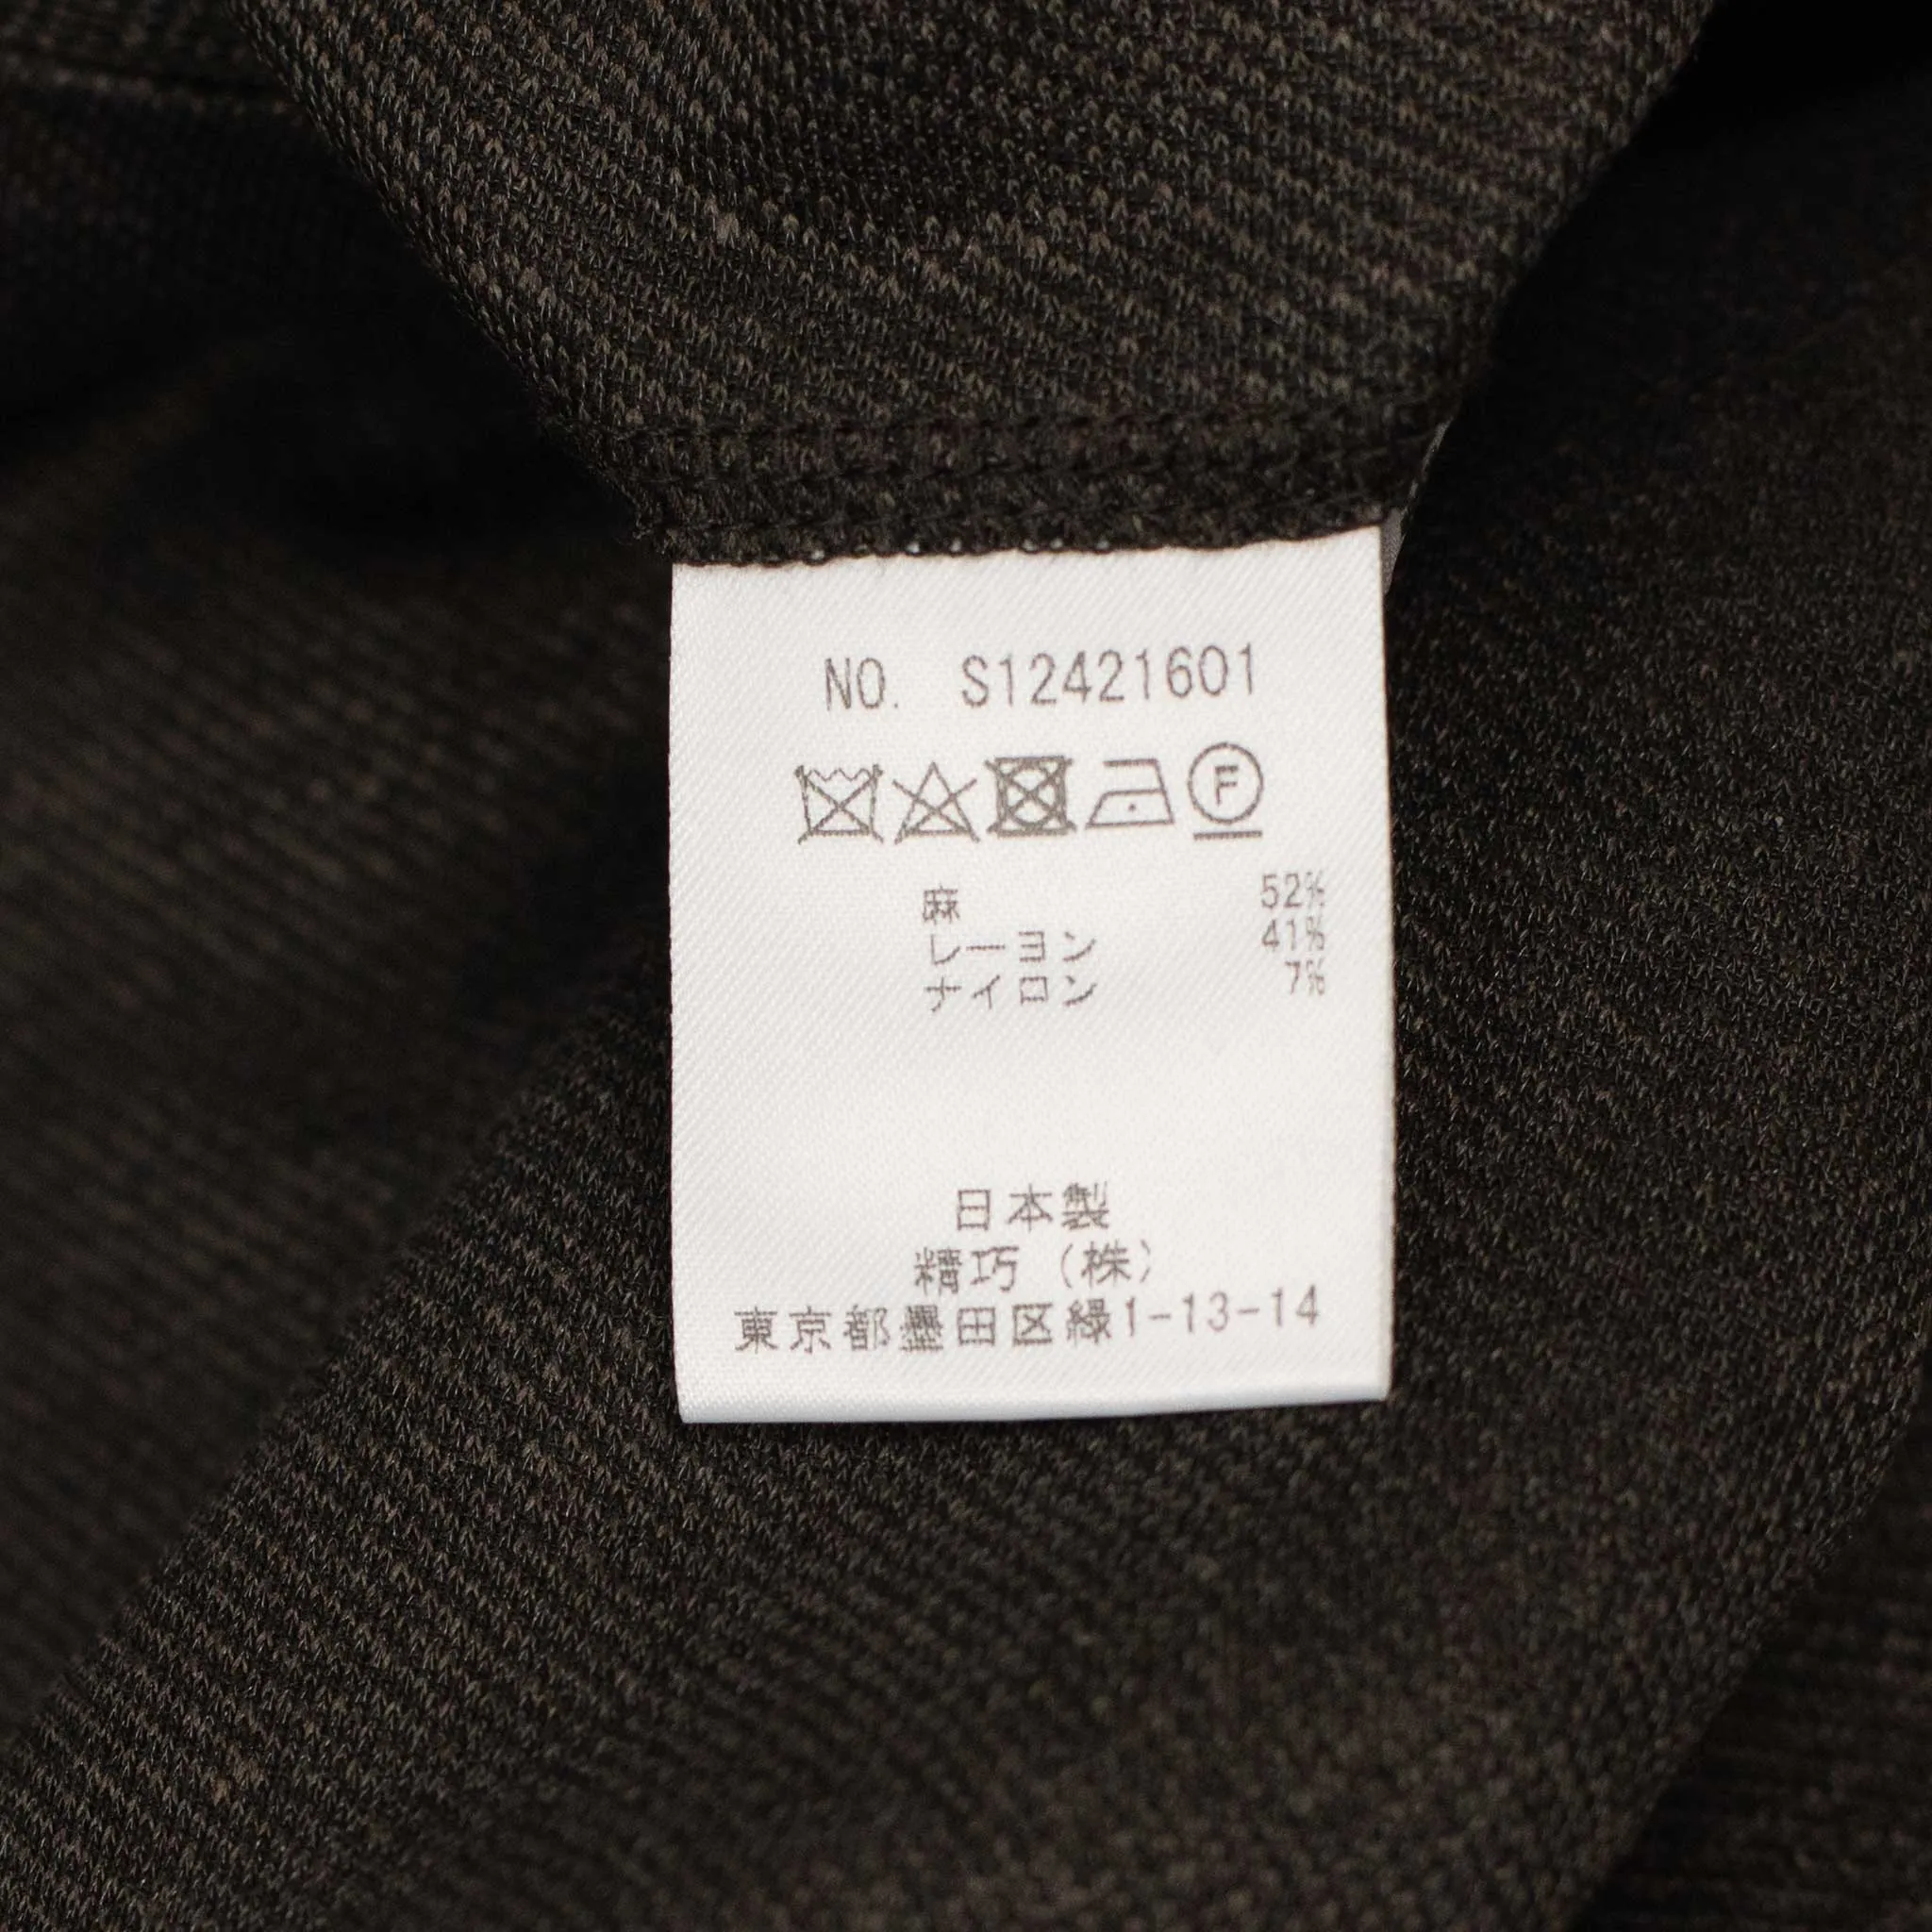 NO. S12421601
F
麻 52%
レーヨン 41%
ナイロン 7%
日本製
精巧（株）
東京都墨田区緑1-13-14